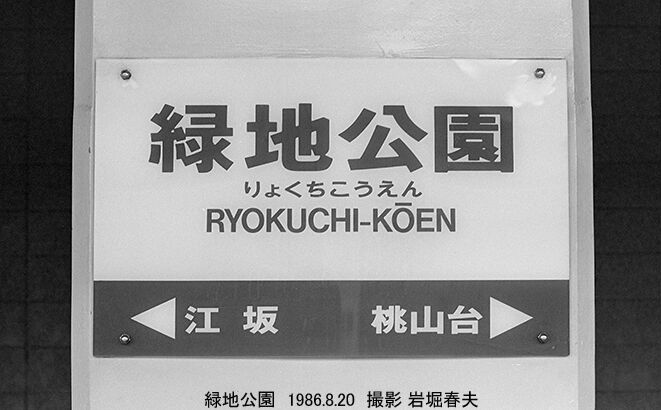 緑地公園
りょくちこうえん
RYOKUCHI-KŌEN
江坂 桃山台
緑地公園 1986.8.20 撮影 岩堀春夫